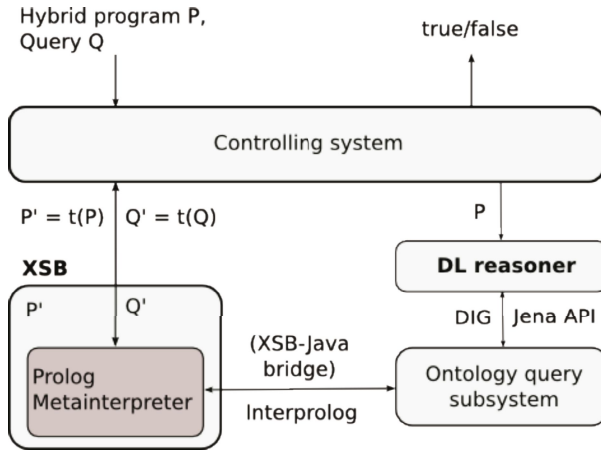 Hybrid program P,
Query Q
true/false
Controlling system
P' = t(P)
Q' = t(Q)
P
XSB
DL reasoner
P'
Q'
DIG
Jena API
(XSB-Java
bridge)
Prolog
Metainterpreter
Interprolog
Ontology query
subsystem